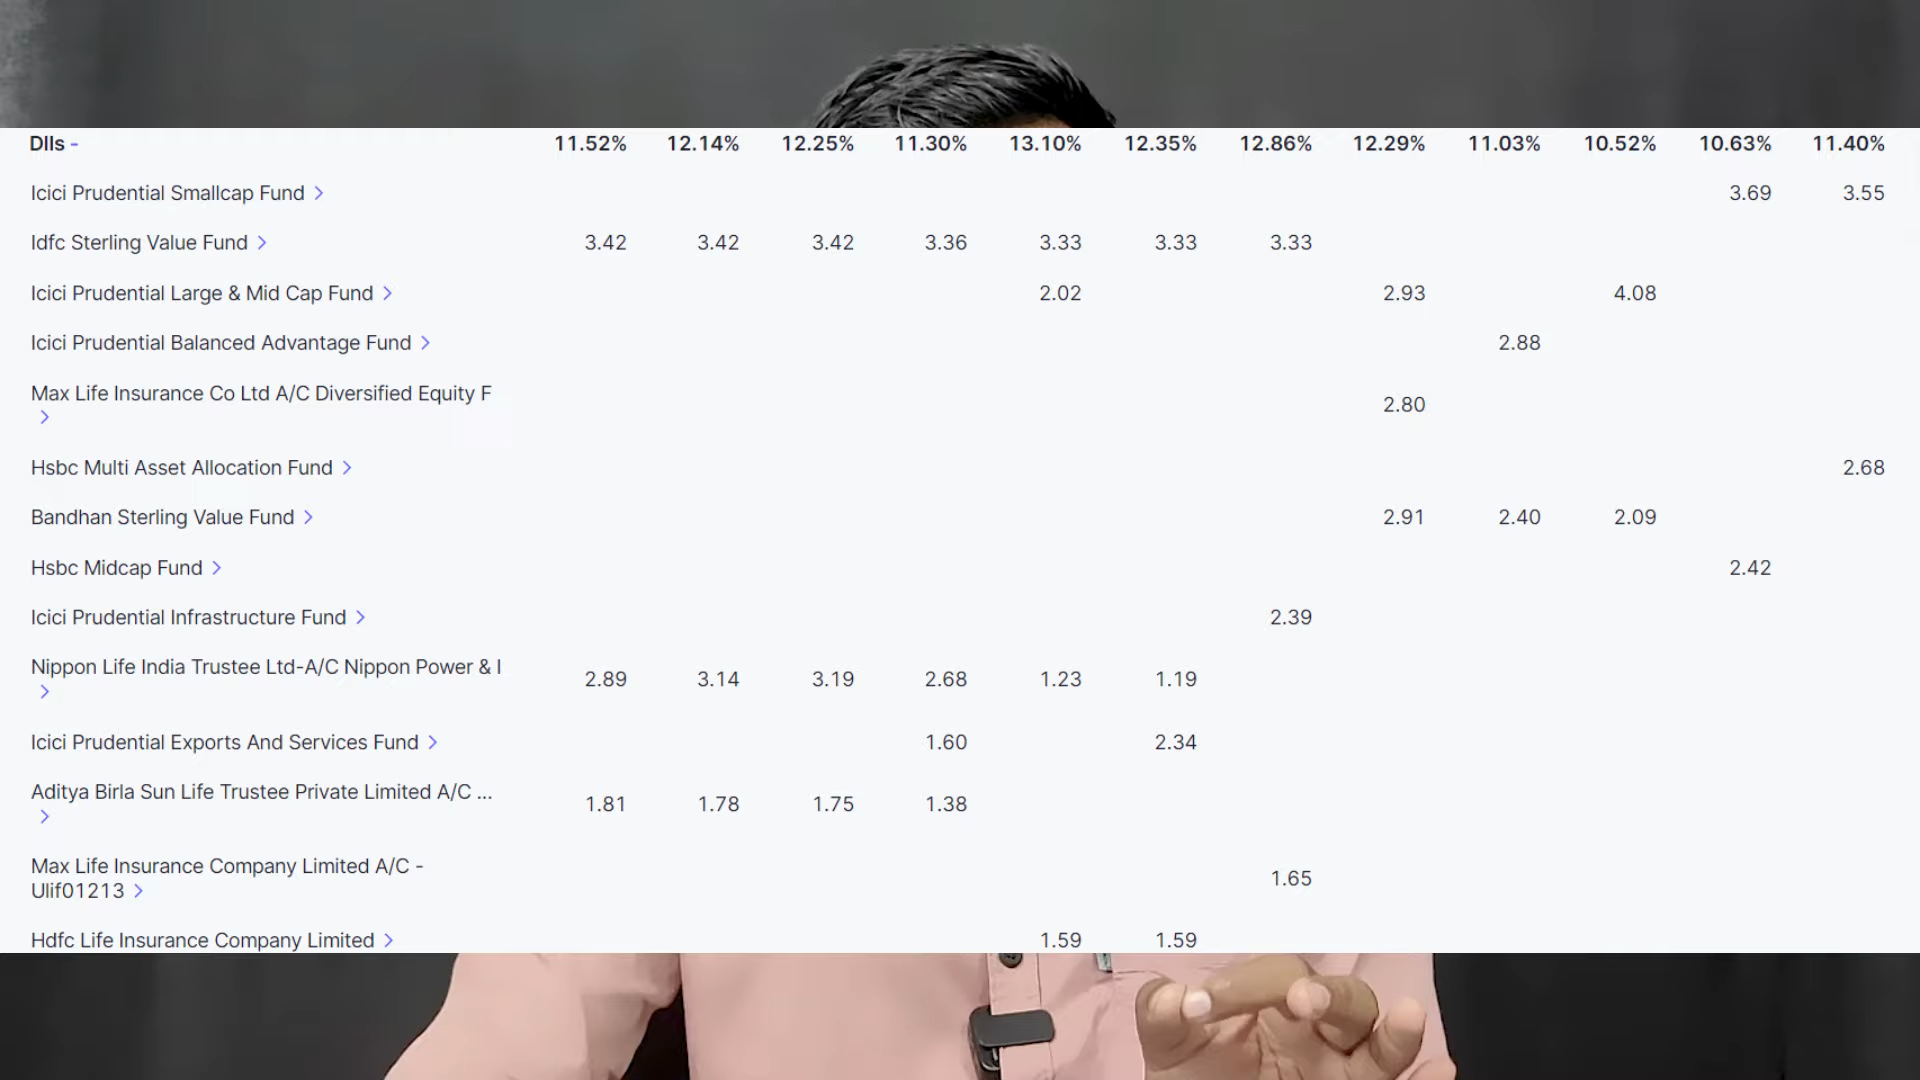 DIIs - 11.52% 12.14% 12.25% 11.30% 13.10% 12.35% 12.86% 12.29% 11.03% 10.52% 10.63% 11.40%
Icici Prudential Smallcap Fund > 3.69 3.55
Idfc Sterling Value Fund > 3.42 3.42 3.42 3.36 3.33 3.33 3.33
Icici Prudential Large & Mid Cap Fund > 2.02 2.93 4.08
Icici Prudential Balanced Advantage Fund > 2.88
Max Life Insurance Co Ltd A/C Diversified Equity F > 2.80
Hsbc Multi Asset Allocation Fund > 2.68
Bandhan Sterling Value Fund > 2.91 2.40 2.09
Hsbc Midcap Fund > 2.42
Icici Prudential Infrastructure Fund > 2.39
Nippon Life India Trustee Ltd-A/C Nippon Power & I > 2.89 3.14 3.19 2.68 1.23 1.19
Icici Prudential Exports And Services Fund > 1.60 2.34
Aditya Birla Sun Life Trustee Private Limited A/C ... > 1.81 1.78 1.75 1.38
Max Life Insurance Company Limited A/C -
Ulif01213 > 1.65
Hdfc Life Insurance Company Limited > 1.59 1.59